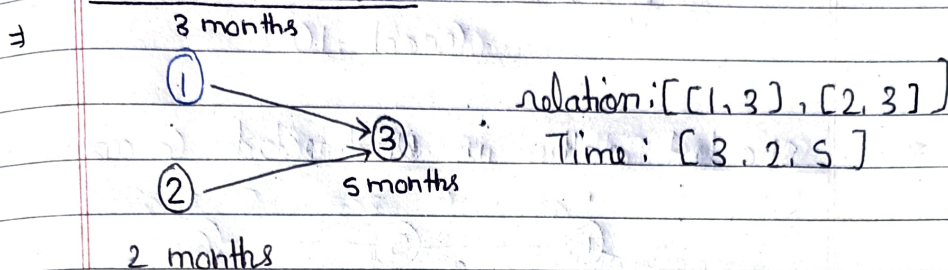 ⇒ 3 months
1
relation: [[1, 3], [2, 3]]
3
Time: [3, 2, 5]
2
5 months
2 months